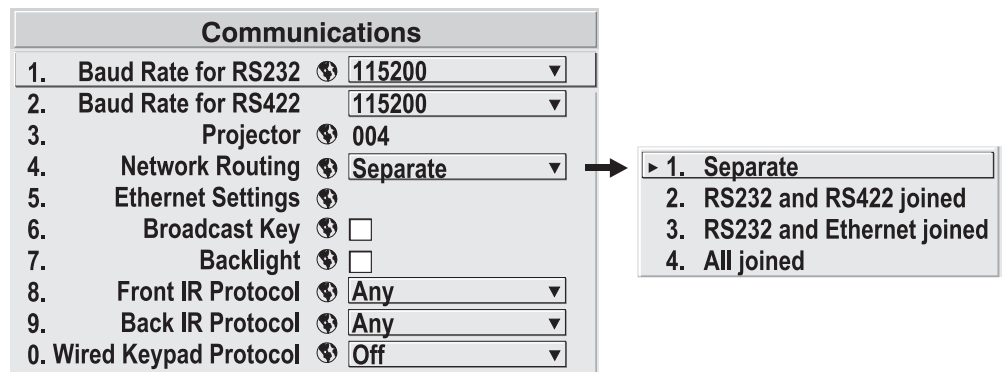 Communications
1. Baud Rate for RS232 115200
2. Baud Rate for RS422 115200
3. Projector 004
4. Network Routing Separate
5. Ethernet Settings
6. Broadcast Key
7. Backlight
8. Front IR Protocol Any
9. Back IR Protocol Any
0. Wired Keypad Protocol Off
1. Separate
2. RS232 and RS422 joined
3. RS232 and Ethernet joined
4. All joined